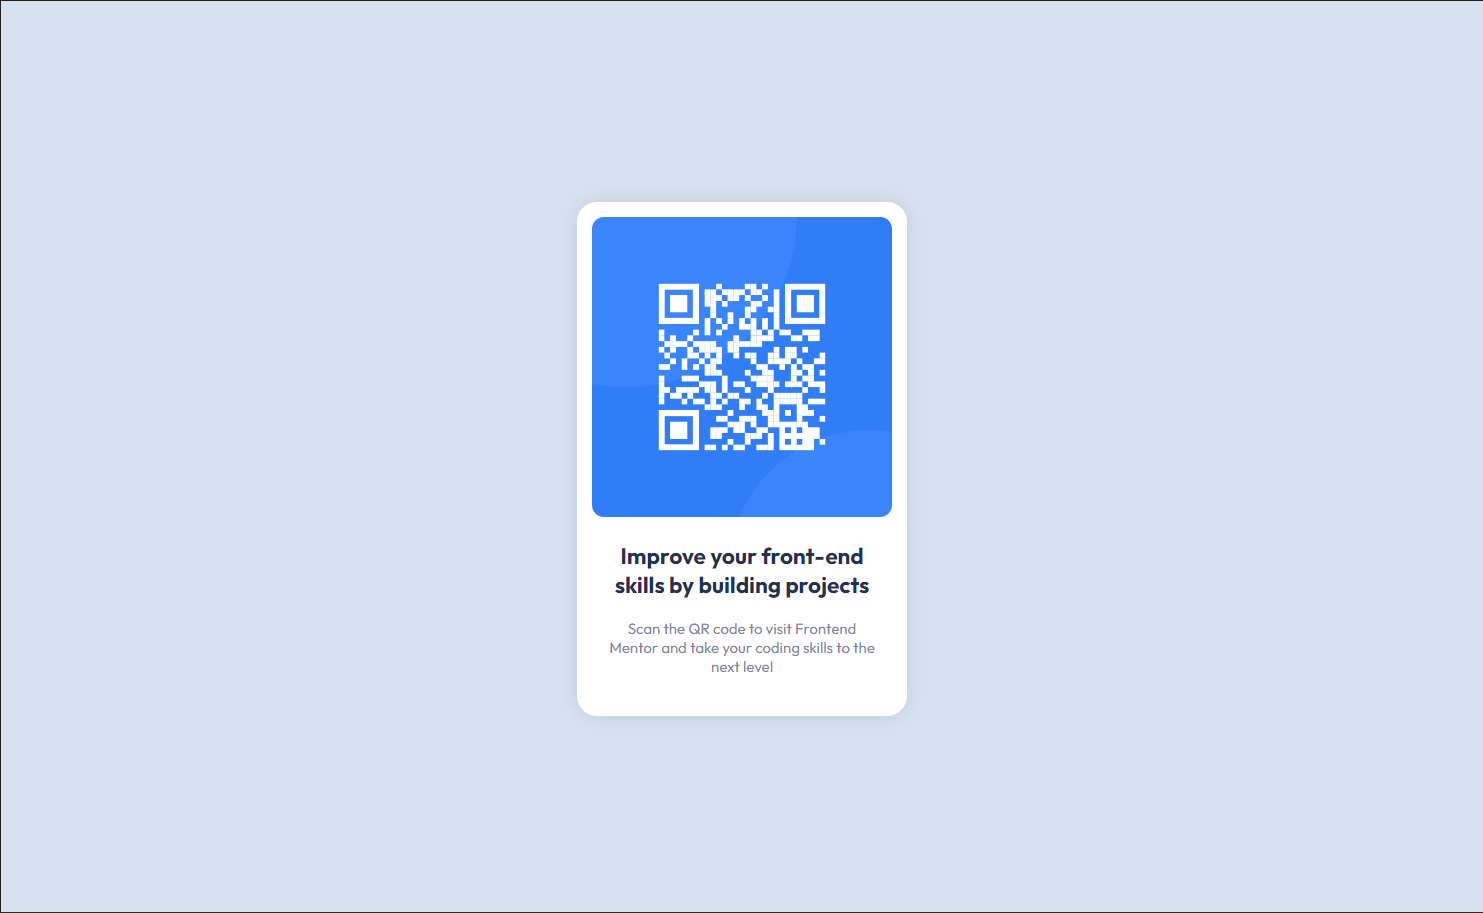 Improve your front-end
skills by building projects
Scan the QR code to visit Frontend
Mentor and take your coding skills to the
next level